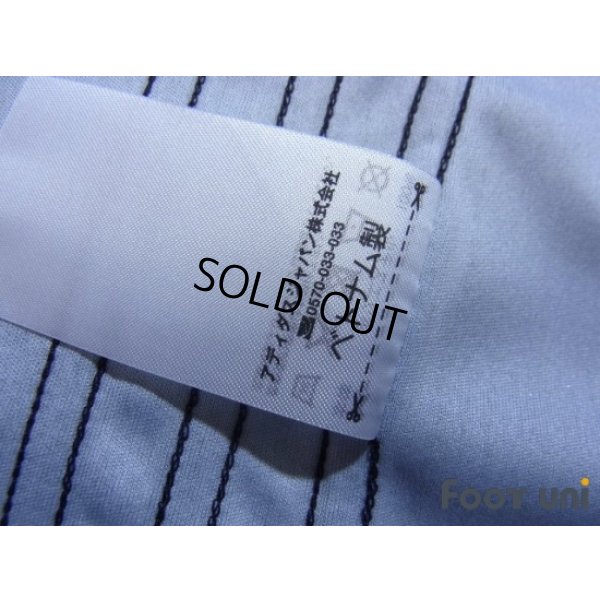 アディダスジャパン株式会社
0570-033-033
ベトナム製
SOLD OUT
FOOT uni